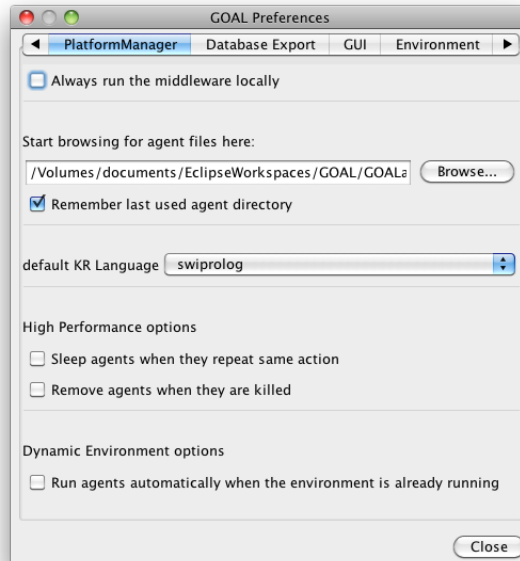 GOAL Preferences
PlatformManager Database Export GUI Environment
Always run the middleware locally
Start browsing for agent files here:
/Volumes/documents/EclipseWorkspaces/GOAL/GOALa Browse...
Remember last used agent directory
default KR Language swiprolog
High Performance options
Sleep agents when they repeat same action
Remove agents when they are killed
Dynamic Environment options
Run agents automatically when the environment is already running
Close